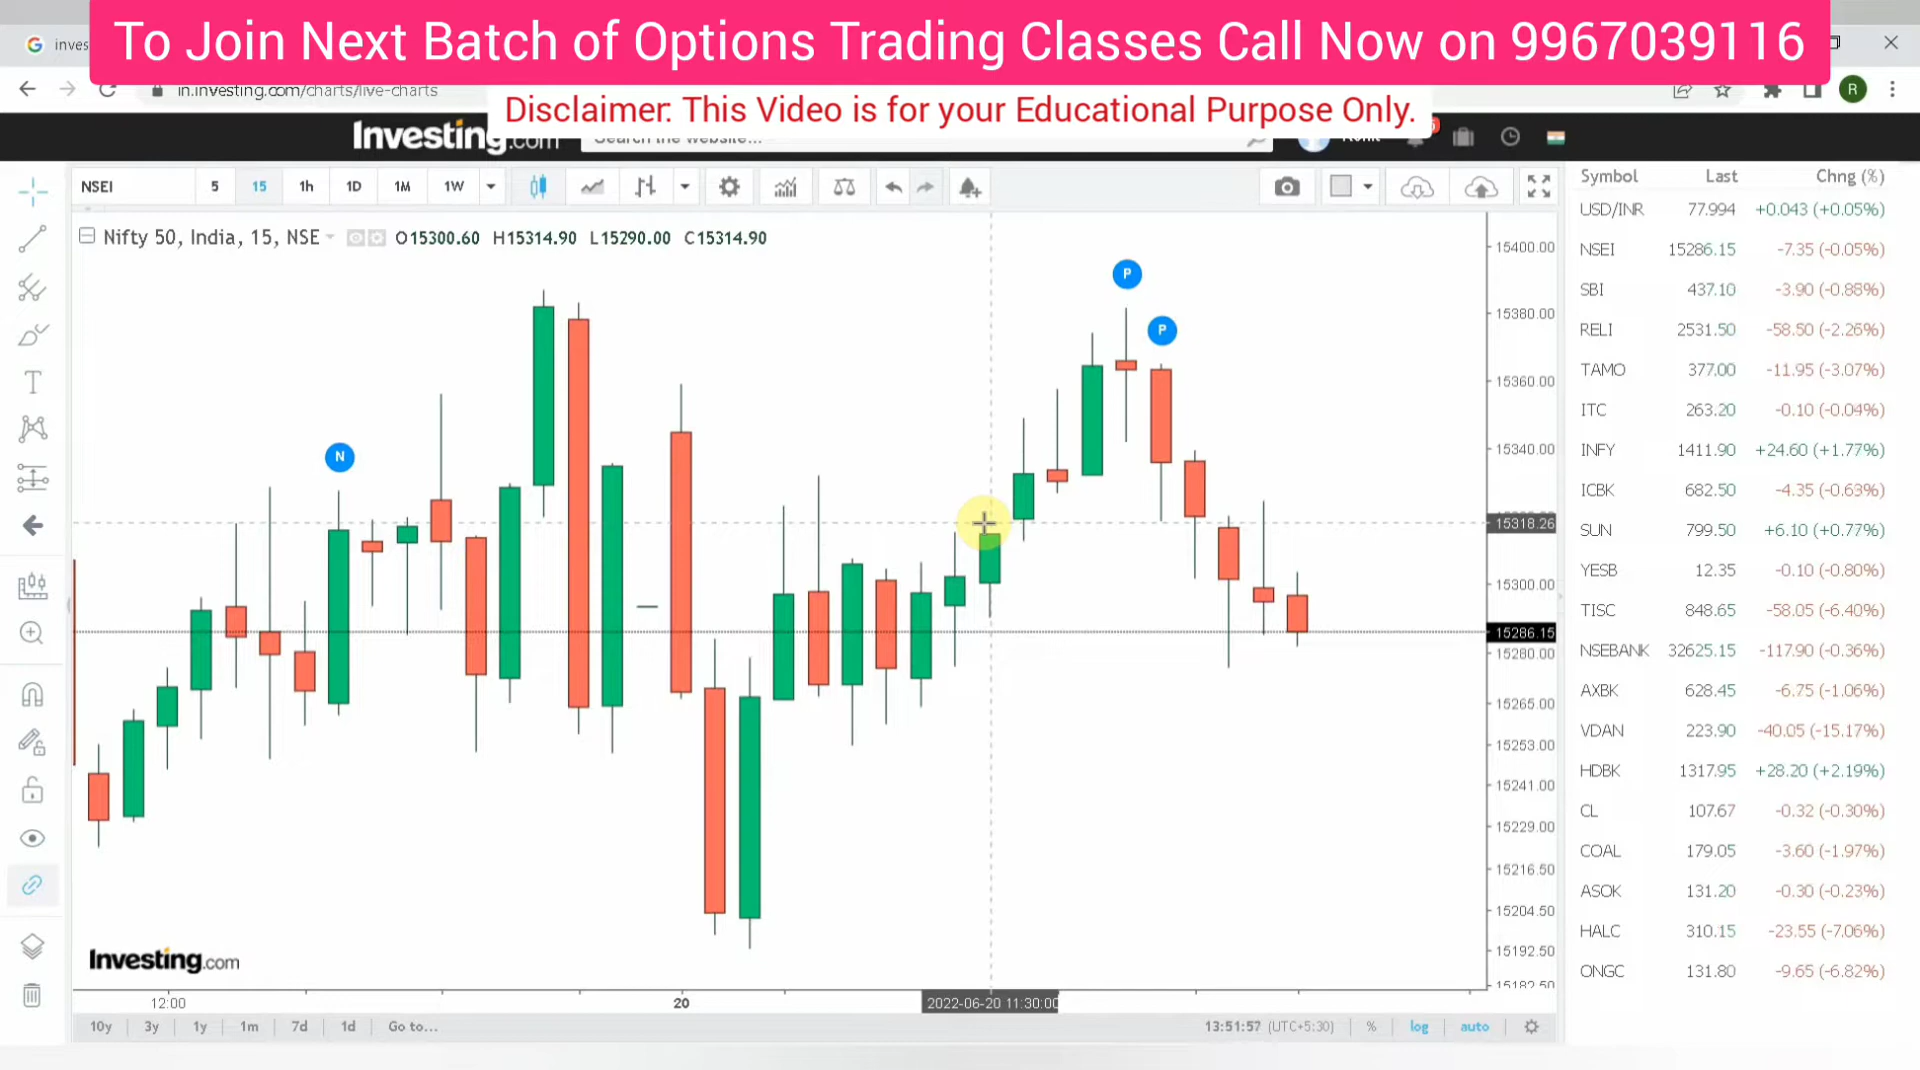 To Join Next Batch of Options Trading Classes Call Now on 9967039116
inves
in.investing.com/charts/live-charts
R
Disclaimer: This Video is for your Educational Purpose Only.
Investing.com
Search the website...
NSEI 5 15 1h 1D 1M 1W
Nifty 50, India, 15, NSE O15300.60 H15314.90 L15290.00 C15314.90
N
P
P
15400.00
15380.00
15360.00
15340.00
15318.26
15300.00
15286.15
15280.00
15265.00
15253.00
15241.00
15229.00
15216.50
15204.50
15192.50
15182.50
Investing.com
12:00 20 2022-06-20 11:30:00
10y 3y 1y 1m 7d 1d Go to... 13:51:57 (UTC+5:30) % log auto
Symbol Last Chng (%)
USD/INR 77.994 +0.043 (+0.05%)
NSEI 15286.15 -7.35 (-0.05%)
SBI 437.10 -3.90 (-0.88%)
RELI 2531.50 -58.50 (-2.26%)
TAMO 377.00 -11.95 (-3.07%)
ITC 263.20 -0.10 (-0.04%)
INFY 1411.90 +24.60 (+1.77%)
ICBK 682.50 -4.35 (-0.63%)
SUN 799.50 +6.10 (+0.77%)
YESB 12.35 -0.10 (-0.80%)
TISC 848.65 -58.05 (-6.40%)
NSEBANK 32625.15 -117.90 (-0.36%)
AXBK 628.45 -6.75 (-1.06%)
VDAN 223.90 -40.05 (-15.17%)
HDBK 1317.95 +28.20 (+2.19%)
CL 107.67 -0.32 (-0.30%)
COAL 179.05 -3.60 (-1.97%)
ASOK 131.20 -0.30 (-0.23%)
HALC 310.15 -23.55 (-7.06%)
ONGC 131.80 -9.65 (-6.82%)